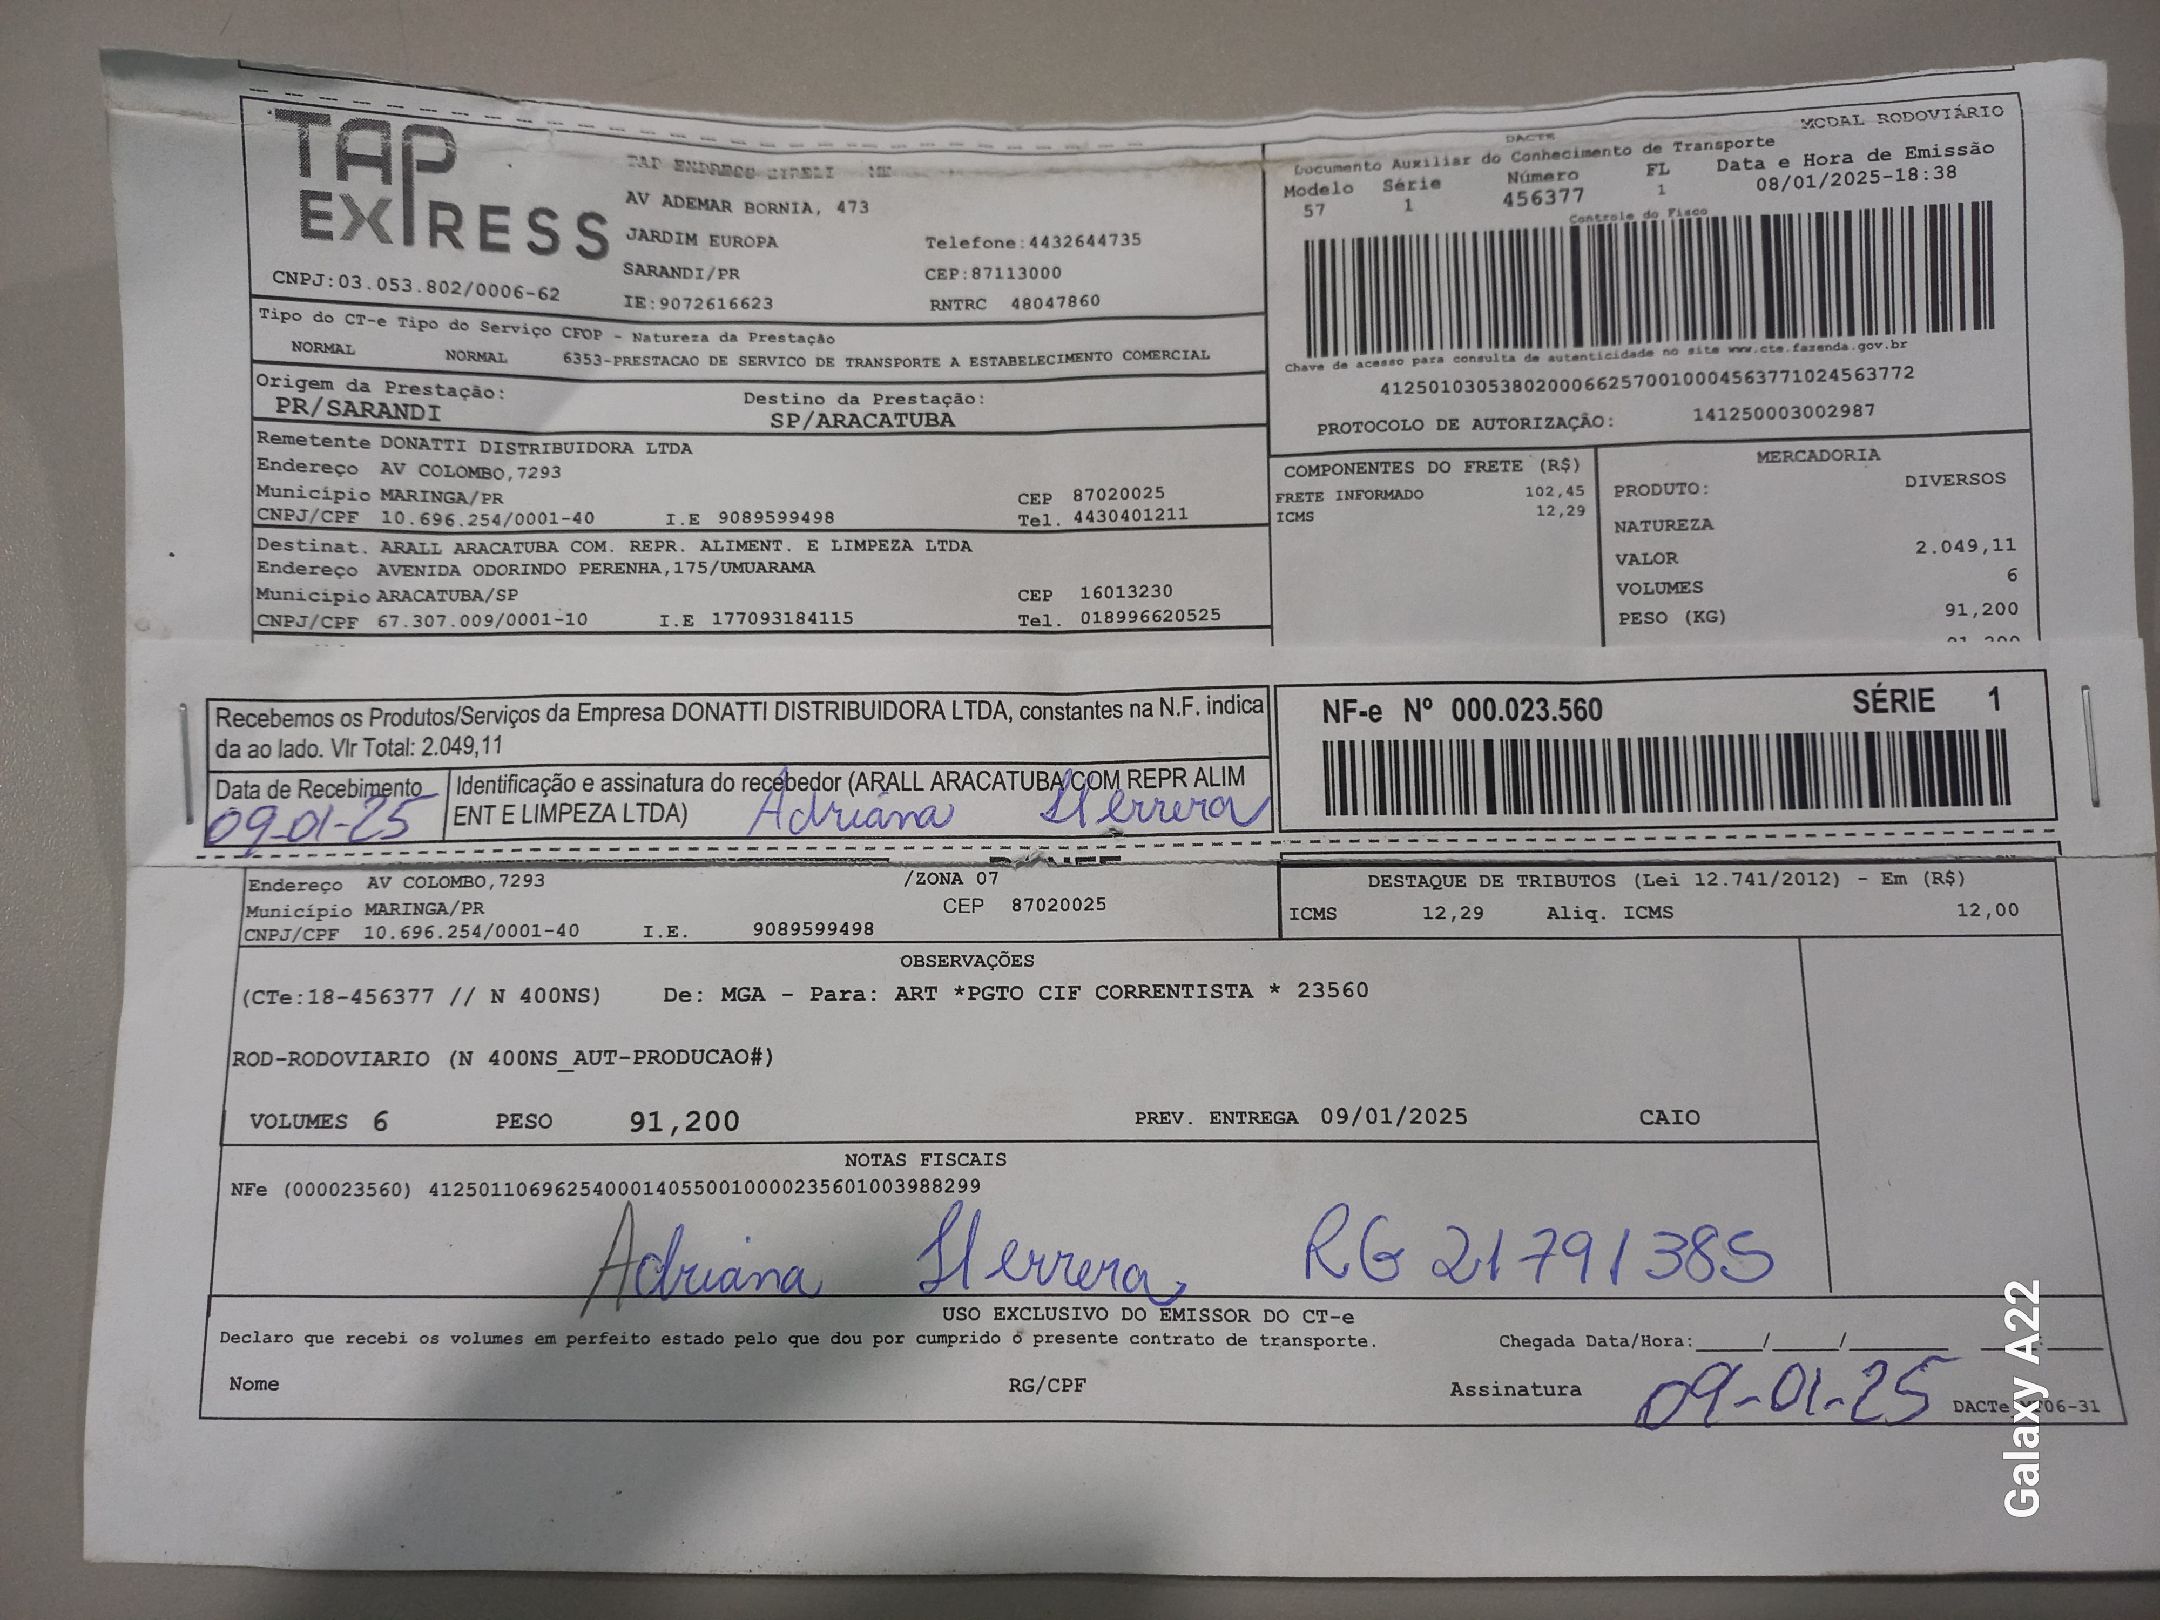 TAP EXPRESS
AV ADEMAR BORNIA, 473
JARDIM EUROPA Telefone:4432644735
SARANDI/PR CEP:87113000
CNPJ:03.053.802/0006-62 IE:9072616623 RNTRC 48047860
MODAL RODOVIÁRIO
DACTE
Documento Auxiliar do Conhecimento de Transporte
Modelo Série Número FL Data e Hora de Emissão
57 1 456377 1 08/01/2025-18:38
Controle do Fisco
Chave de acesso para consulta de autenticidade no site www.cte.fazenda.gov.br
41250103053802000662570010004563771024563772
PROTOCOLO DE AUTORIZAÇÃO: 141250003002987
Tipo do CT-e Tipo do Serviço CFOP - Natureza da Prestação
NORMAL NORMAL 6353-PRESTACAO DE SERVICO DE TRANSPORTE A ESTABELECIMENTO COMERCIAL
Origem da Prestação: Destino da Prestação:
PR/SARANDI SP/ARACATUBA
Remetente DONATTI DISTRIBUIDORA LTDA
Endereço AV COLOMBO,7293
Município MARINGA/PR CEP 87020025
CNPJ/CPF 10.696.254/0001-40 I.E 9089599498 Tel. 4430401211
Destinat. ARALL ARACATUBA COM. REPR. ALIMENT. E LIMPEZA LTDA
Endereço AVENIDA ODORINDO PERENHA,175/UMUARAMA
Município ARACATUBA/SP CEP 16013230
CNPJ/CPF 67.307.009/0001-10 I.E 177093184115 Tel. 018996620525
COMPONENTES DO FRETE (R$)
FRETE INFORMADO 102,45
ICMS 12,29
MERCADORIA
PRODUTO: DIVERSOS
NATUREZA
VALOR 2.049,11
VOLUMES 6
PESO (KG) 91,200
Recebemos os Produtos/Serviços da Empresa DONATTI DISTRIBUIDORA LTDA, constantes na N.F. indica
da ao lado. Vlr Total: 2.049,11
Data de Recebimento
09-01-25
Identificação e assinatura do recebedor (ARALL ARACATUBA COM REPR ALIM
ENT E LIMPEZA LTDA) Adriana Herrera
NF-e Nº 000.023.560 SÉRIE 1
Endereço AV COLOMBO,7293 /ZONA 07
Município MARINGA/PR CEP 87020025
CNPJ/CPF 10.696.254/0001-40 I.E. 9089599498
DESTAQUE DE TRIBUTOS (Lei 12.741/2012) - Em (R$)
ICMS 12,29 Aliq. ICMS 12,00
OBSERVAÇÕES
(CTe:18-456377 // N 400NS) De: MGA - Para: ART *PGTO CIF CORRENTISTA * 23560
ROD-RODOVIARIO (N 400NS_AUT-PRODUCAO#)
VOLUMES 6 PESO 91,200 PREV. ENTREGA 09/01/2025 CAIO
NOTAS FISCAIS
NFe (000023560) 41250110696254000140550010000235601003988299
Adriana Herrera RG 21791385
USO EXCLUSIVO DO EMISSOR DO CT-e
Declaro que recebi os volumes em perfeito estado pelo que dou por cumprido o presente contrato de transporte. Chegada Data/Hora:_____/_____/_______ ___:____
Nome RG/CPF Assinatura 09-01-25
Galaxy A22